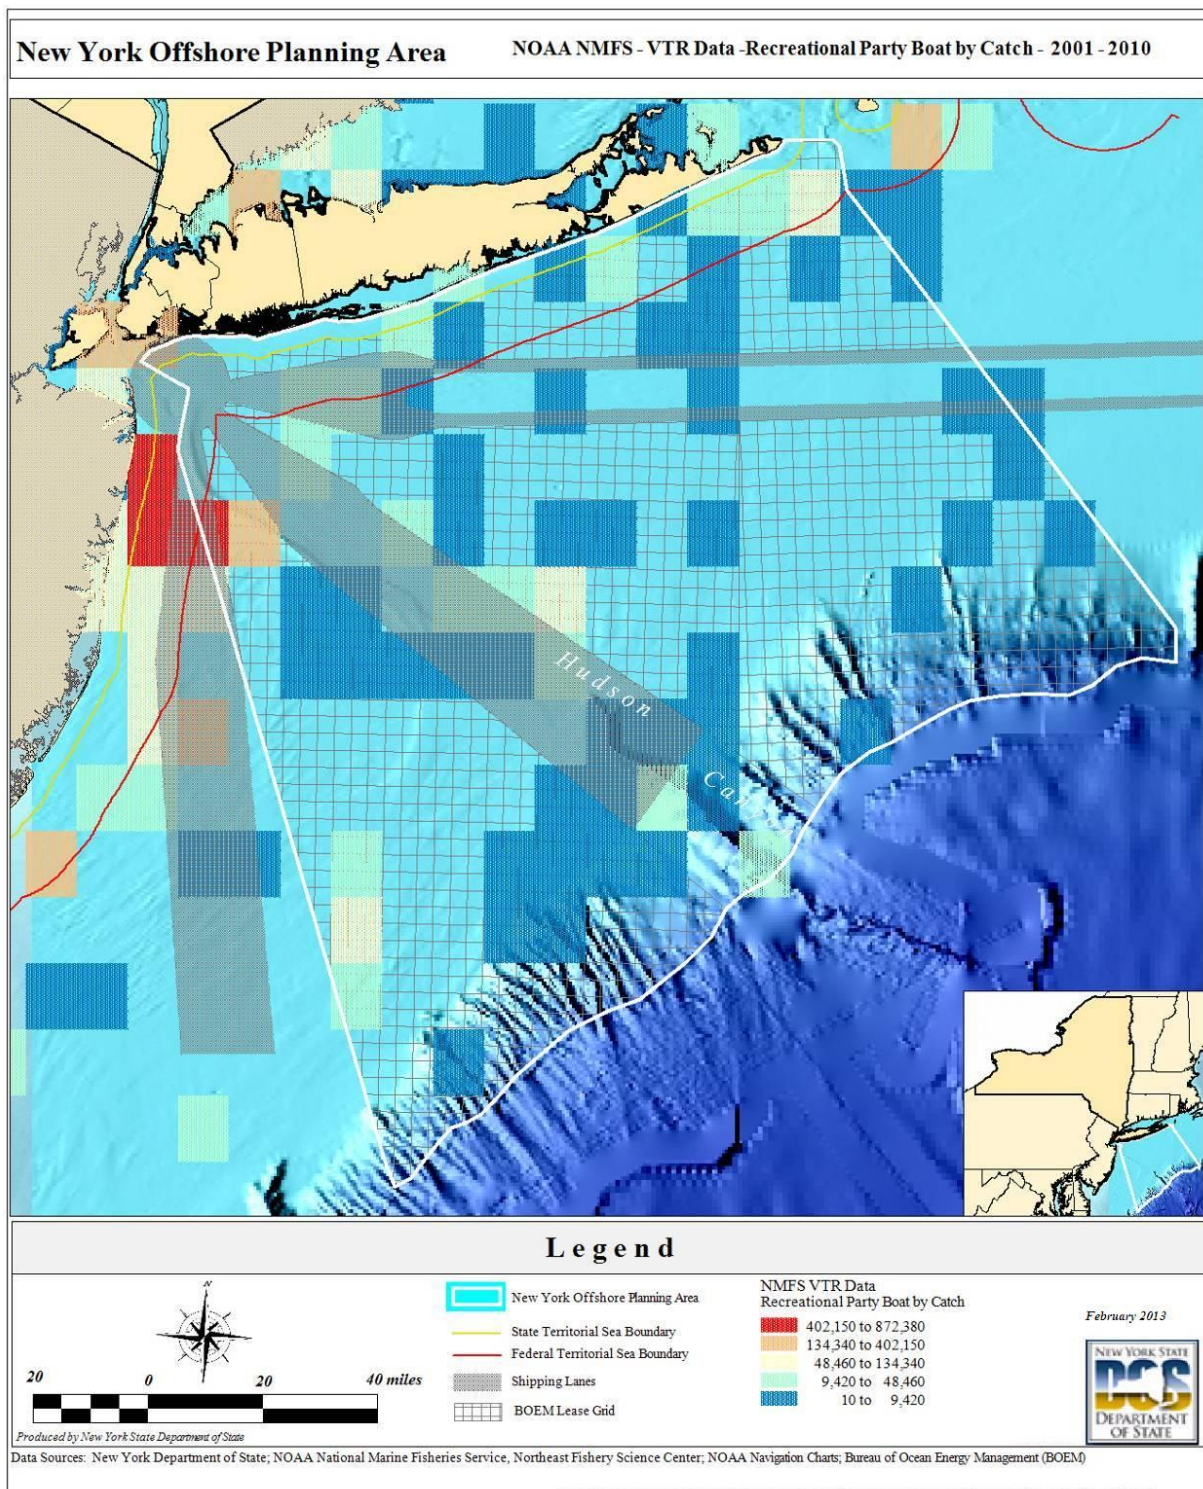 New York Offshore Planning Area
NOAA NMFS - VTR Data -Recreational Party Boat by Catch - 2001 - 2010
Hudson
Canyon
Legend
N
20 0 20 40 miles
Produced by New York State Department of State
New York Offshore Planning Area
State Territorial Sea Boundary
Federal Territorial Sea Boundary
Shipping Lanes
BOEM Lease Grid
NMFS VTR Data
Recreational Party Boat by Catch
402,150 to 872,380
134,340 to 402,150
48,460 to 134,340
9,420 to 48,460
10 to 9,420
February 2013
NEW YORK STATE
DOS
DEPARTMENT
OF STATE
Data Sources: New York Department of State; NOAA National Marine Fisheries Service, Northeast Fishery Science Center; NOAA Navigation Charts; Bureau of Ocean Energy Management (BOEM)